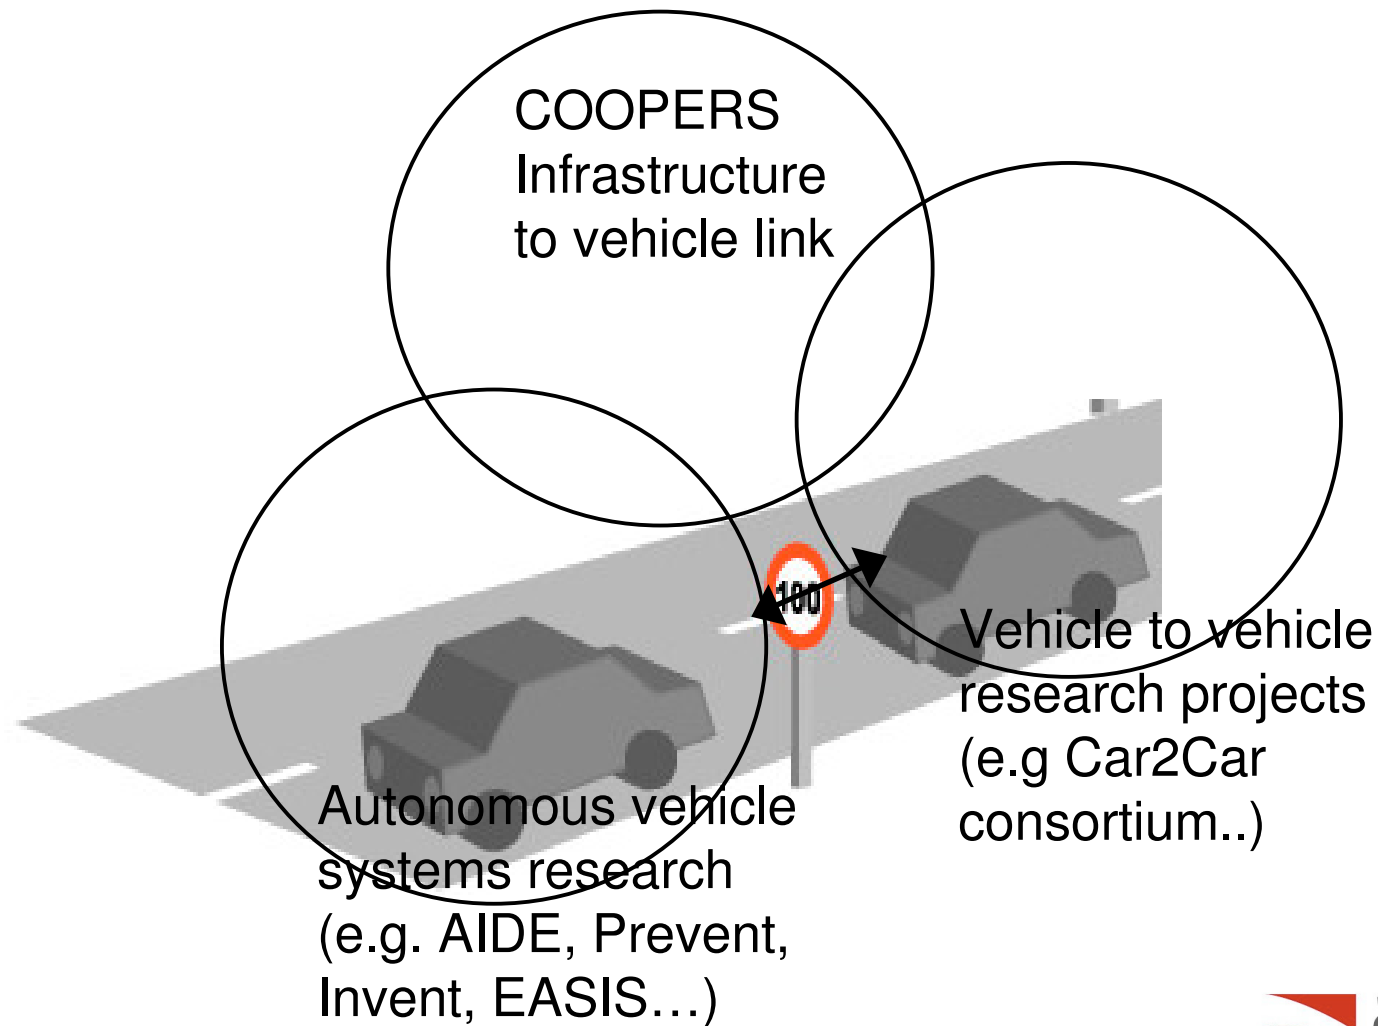 COOPERS
Infrastructure
to vehicle link
100
Vehicle to vehicle
research projects
(e.g Car2Car
consortium..)
Autonomous vehicle
systems research
(e.g. AIDE, Prevent,
Invent, EASIS…)